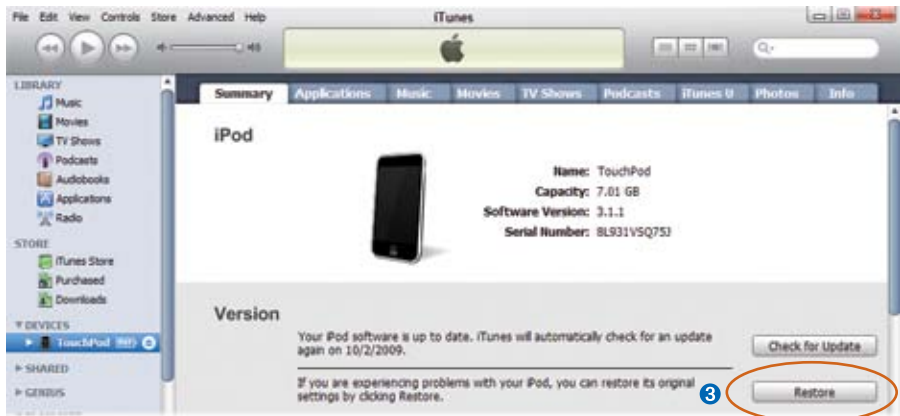 File Edit View Controls Store Advanced Help
iTunes
LIBRARY
Music
Movies
TV Shows
Podcasts
Audiobooks
Applications
Radio
STORE
iTunes Store
Purchased
Downloads
DEVICES
TouchPod
SHARED
GENIUS
Summary Applications Music Movies TV Shows Podcasts iTunes U Photos Info
iPod
Name: TouchPod
Capacity: 7.01 GB
Software Version: 3.1.1
Serial Number: 8L931VSQ75J
Version
Your iPod software is up to date. iTunes will automatically check for an update
again on 10/2/2009.
Check for Update
If you are experiencing problems with your iPod, you can restore its original
settings by clicking Restore.
3
Restore